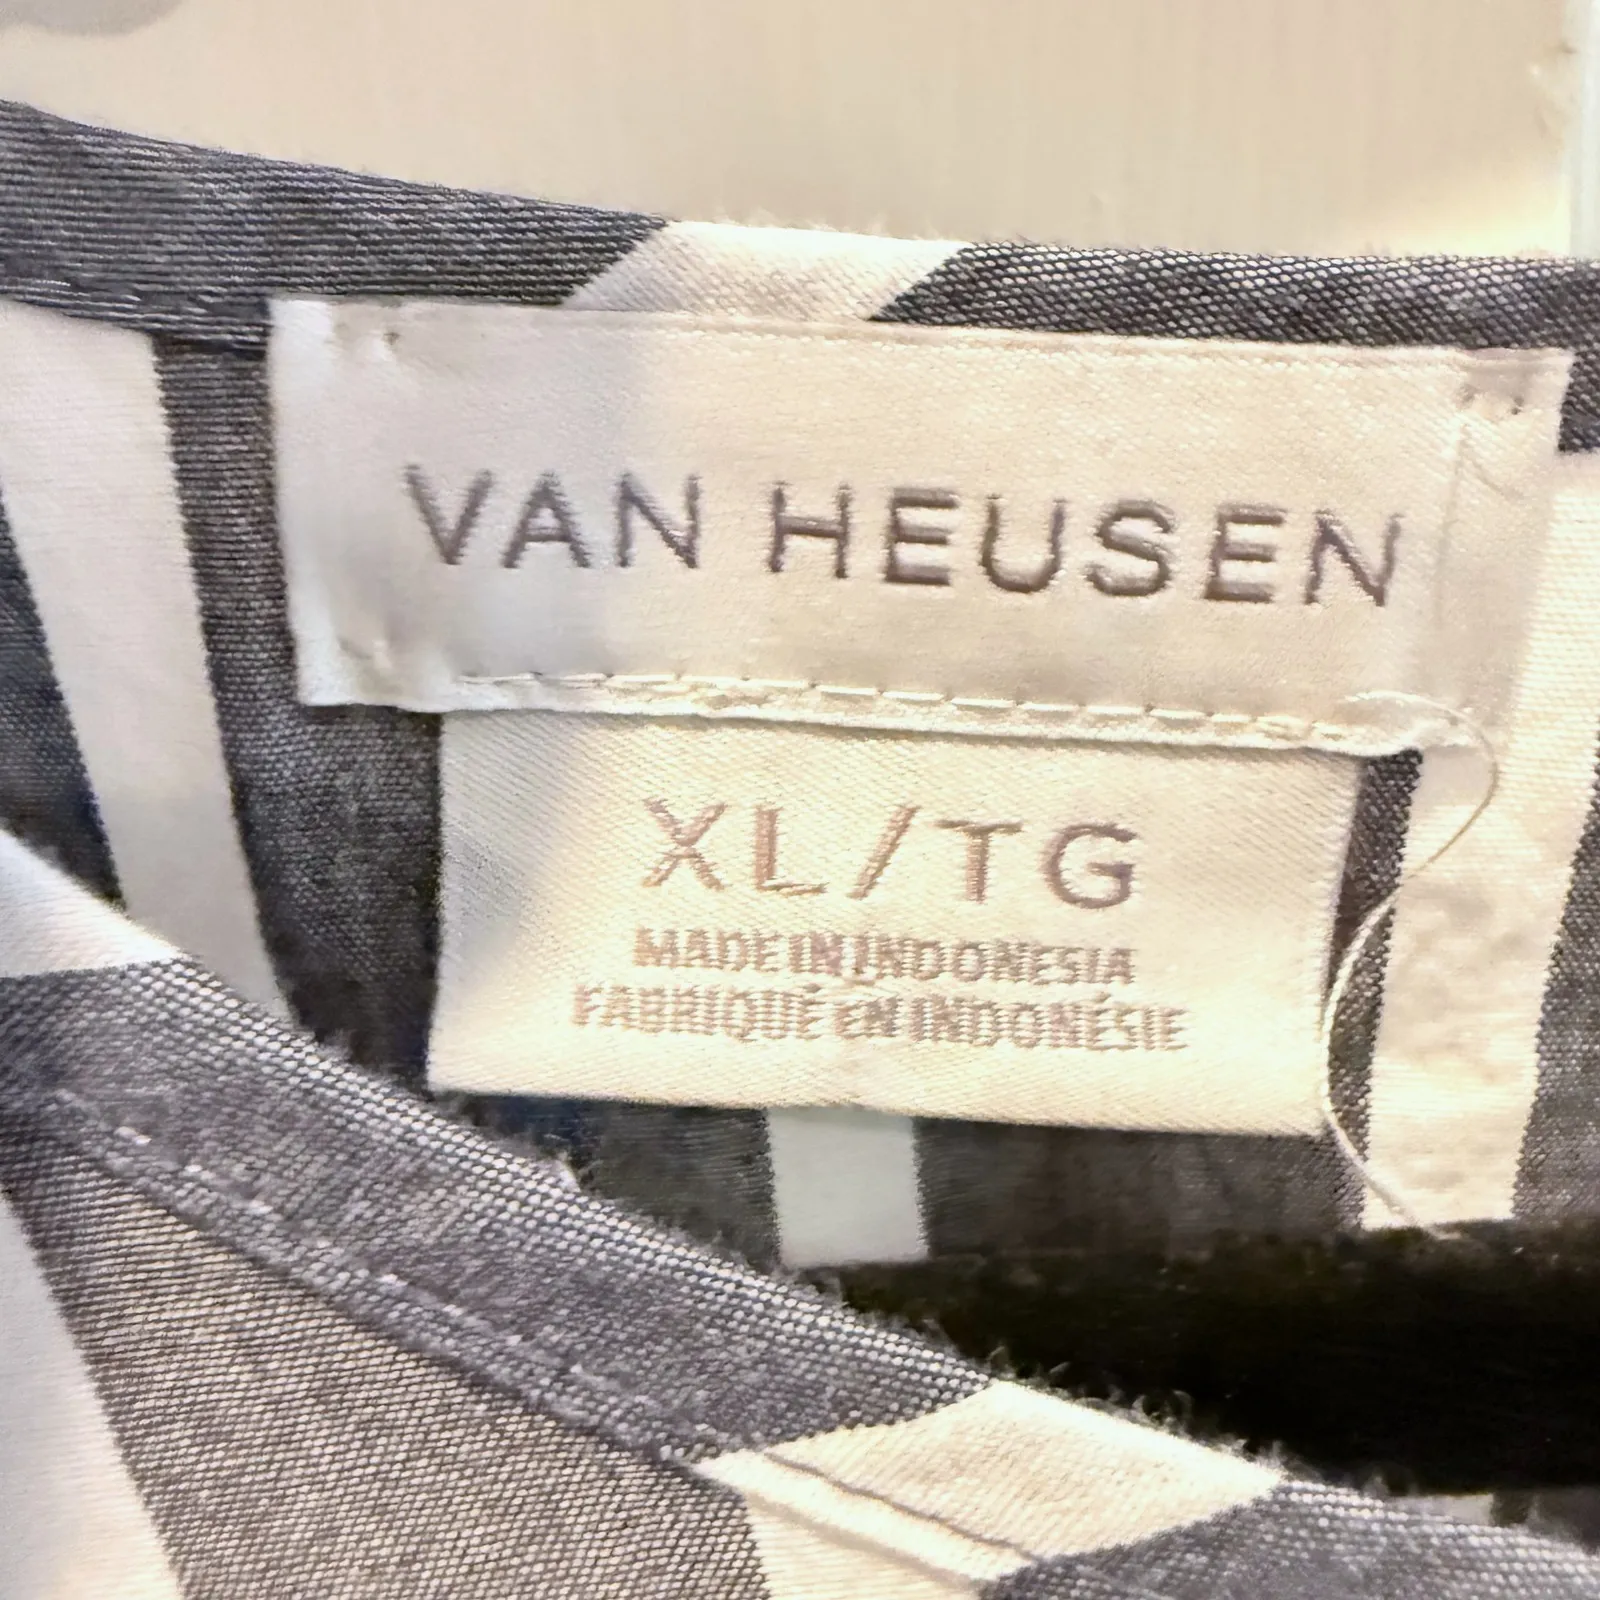 VAN HEUSEN
XL/TG
MADE IN INDONESIA
FABRIQUÉ EN INDONÉSIE